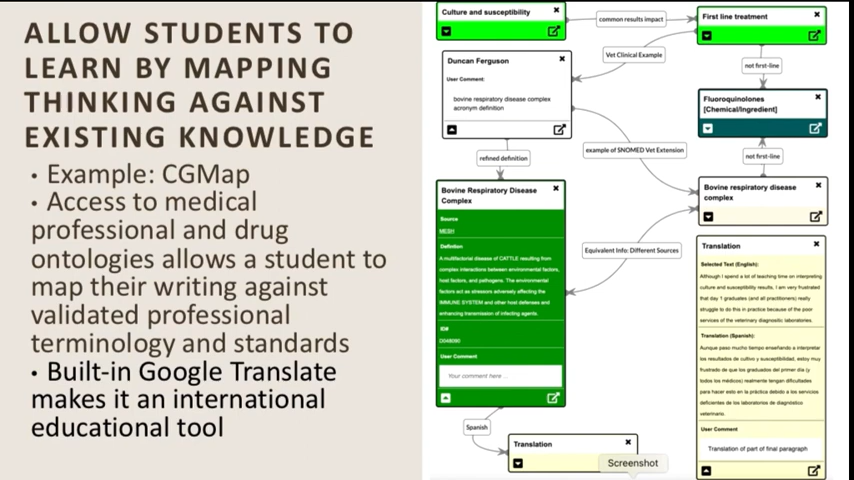 ALLOW STUDENTS TO
LEARN BY MAPPING
THINKING AGAINST
EXISTING KNOWLEDGE
• Example: CGMap
• Access to medical
professional and drug
ontologies allows a student to
map their writing against
validated professional
terminology and standards
• Built-in Google Translate
makes it an international
educational tool
Culture and susceptibility
common results impact
First line treatment
Vet Clinical Example
Duncan Ferguson
User Comment:
bovine respiratory disease complex
acronym definition
not first-line
Fluoroquinolones
[Chemical/Ingredient]
refined definition
example of SNOMED Vet Extension
not first-line
Bovine Respiratory Disease
Complex
Source
MESH
Definition
A multifactorial disease of CATTLE resulting from
complex interactions between environmental factors,
host factors, and pathogens. The environmental
factors act as stressors adversely affecting the
IMMUNE SYSTEM and other host defenses and
enhancing transmission of infecting agents.
ID#
D048090
User Comment
Your comment here ...
Bovine respiratory disease
complex
Equivalent Info: Different Sources
Translation
Selected Text (English):
Although I spend a lot of teaching time on interpreting
culture and susceptibility results, I am very frustrated
that day 1 graduates (and all practitioners) really
struggle to do this in practice because of the poor
services of the veterinary diagnostic laboratories.
Translation (Spanish):
Aunque paso mucho tiempo enseñando a interpretar
los resultados de cultivo y susceptibilidad, estoy muy
frustrado de que los graduados del primer día (y
todos los médicos) realmente tengan dificultades
para hacer esto en la práctica debido a los servicios
deficientes de los laboratorios de diagnóstico
veterinario.
User Comment
Translation of part of final paragraph
Spanish
Translation
Screenshot